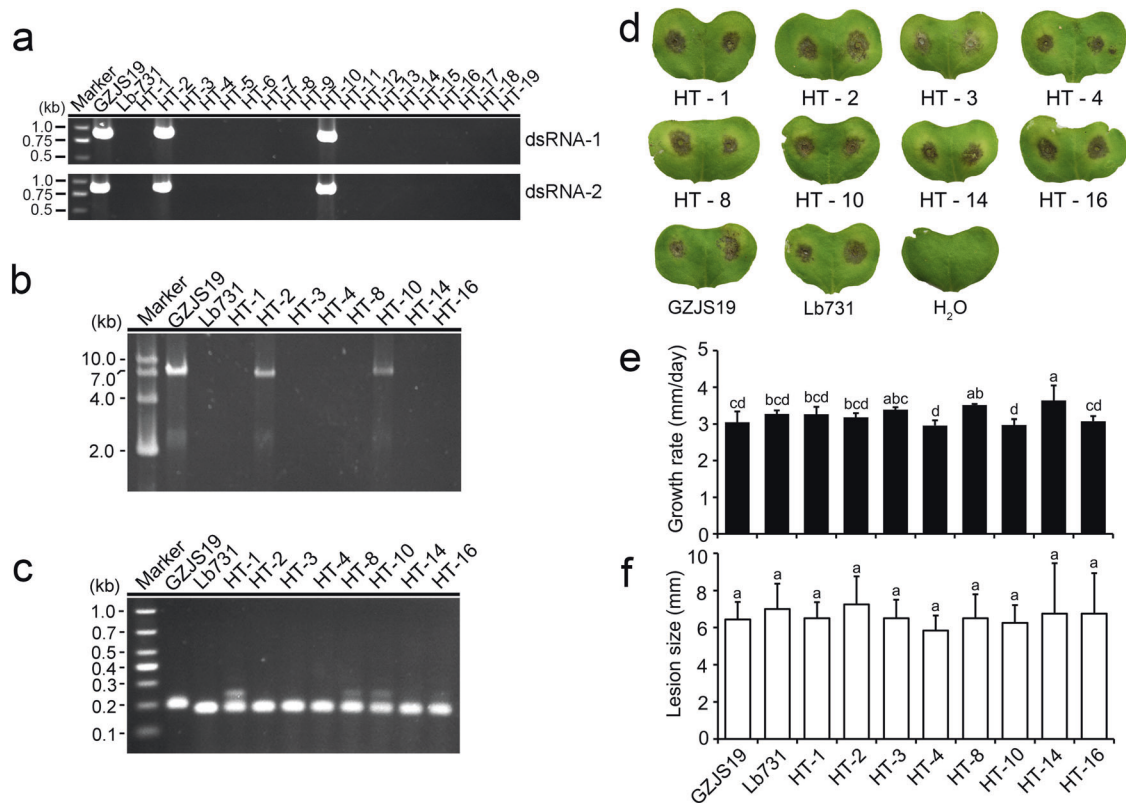 a
(kb)
Marker
GZJS19
Lb-731
HT-1
HT-2
HT-3
HT-4
HT-5
HT-6
HT-7
HT-8
HT-9
HT-10
HT-11
HT-12
HT-13
HT-14
HT-15
HT-16
HT-17
HT-18
HT-19
1.0
0.75
0.5
dsRNA-1
1.0
0.75
0.5
dsRNA-2
b
(kb)
Marker
GZJS19
Lb731
HT-1
HT-2
HT-3
HT-4
HT-8
HT-10
HT-14
HT-16
10.0
7.0
4.0
2.0
c
(kb)
Marker
GZJS19
Lb731
HT-1
HT-2
HT-3
HT-4
HT-8
HT-10
HT-14
HT-16
1.0
0.7
0.5
0.4
0.3
0.2
0.1
d
HT - 1 HT - 2 HT - 3 HT - 4
HT - 8 HT - 10 HT - 14 HT - 16
GZJS19 Lb731 H₂O
e
Growth rate (mm/day)
5
4
3
2
1
0
cd bcd bcd bcd abc d ab d a cd
f
Lesion size (mm)
10
8
6
4
2
0
a a a a a a a a a a
GZJS19
Lb731
HT-1
HT-2
HT-3
HT-4
HT-8
HT-10
HT-14
HT-16